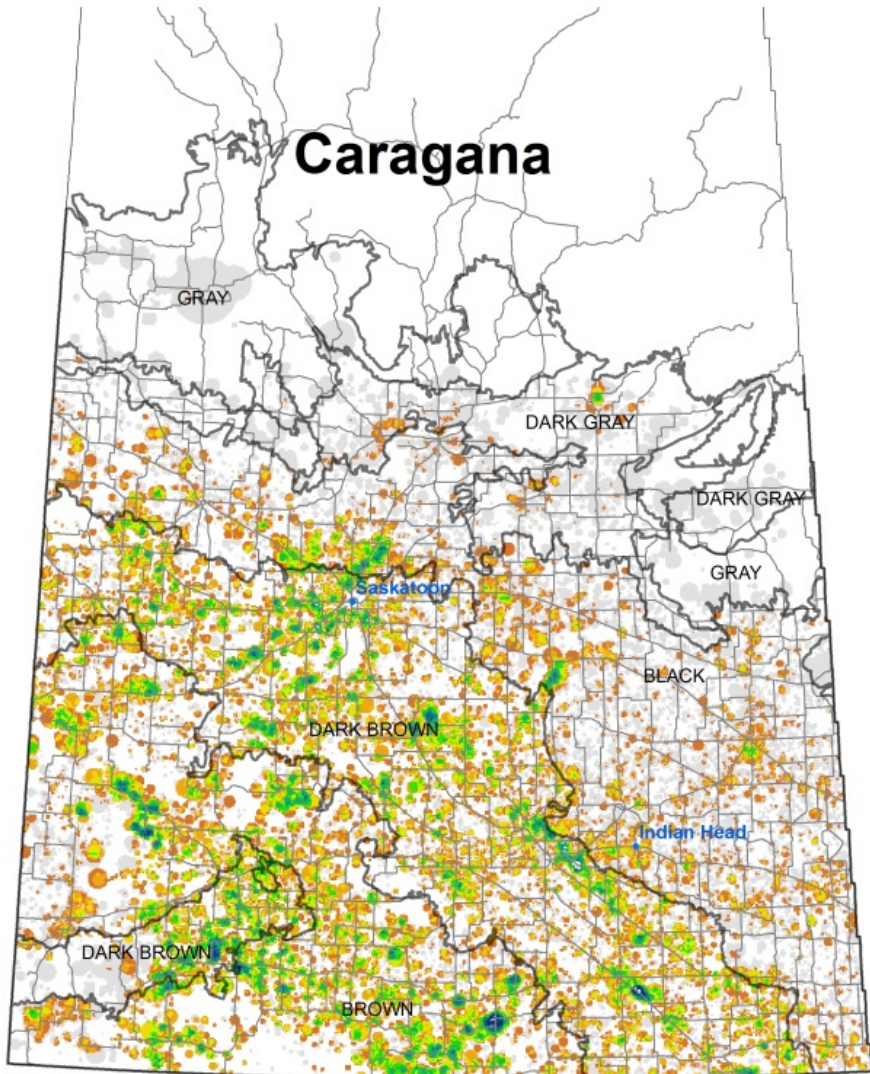 Caragana
GRAY
DARK GRAY
DARK GRAY
GRAY
Saskatoon
BLACK
DARK BROWN
Indian Head
DARK BROWN
BROWN